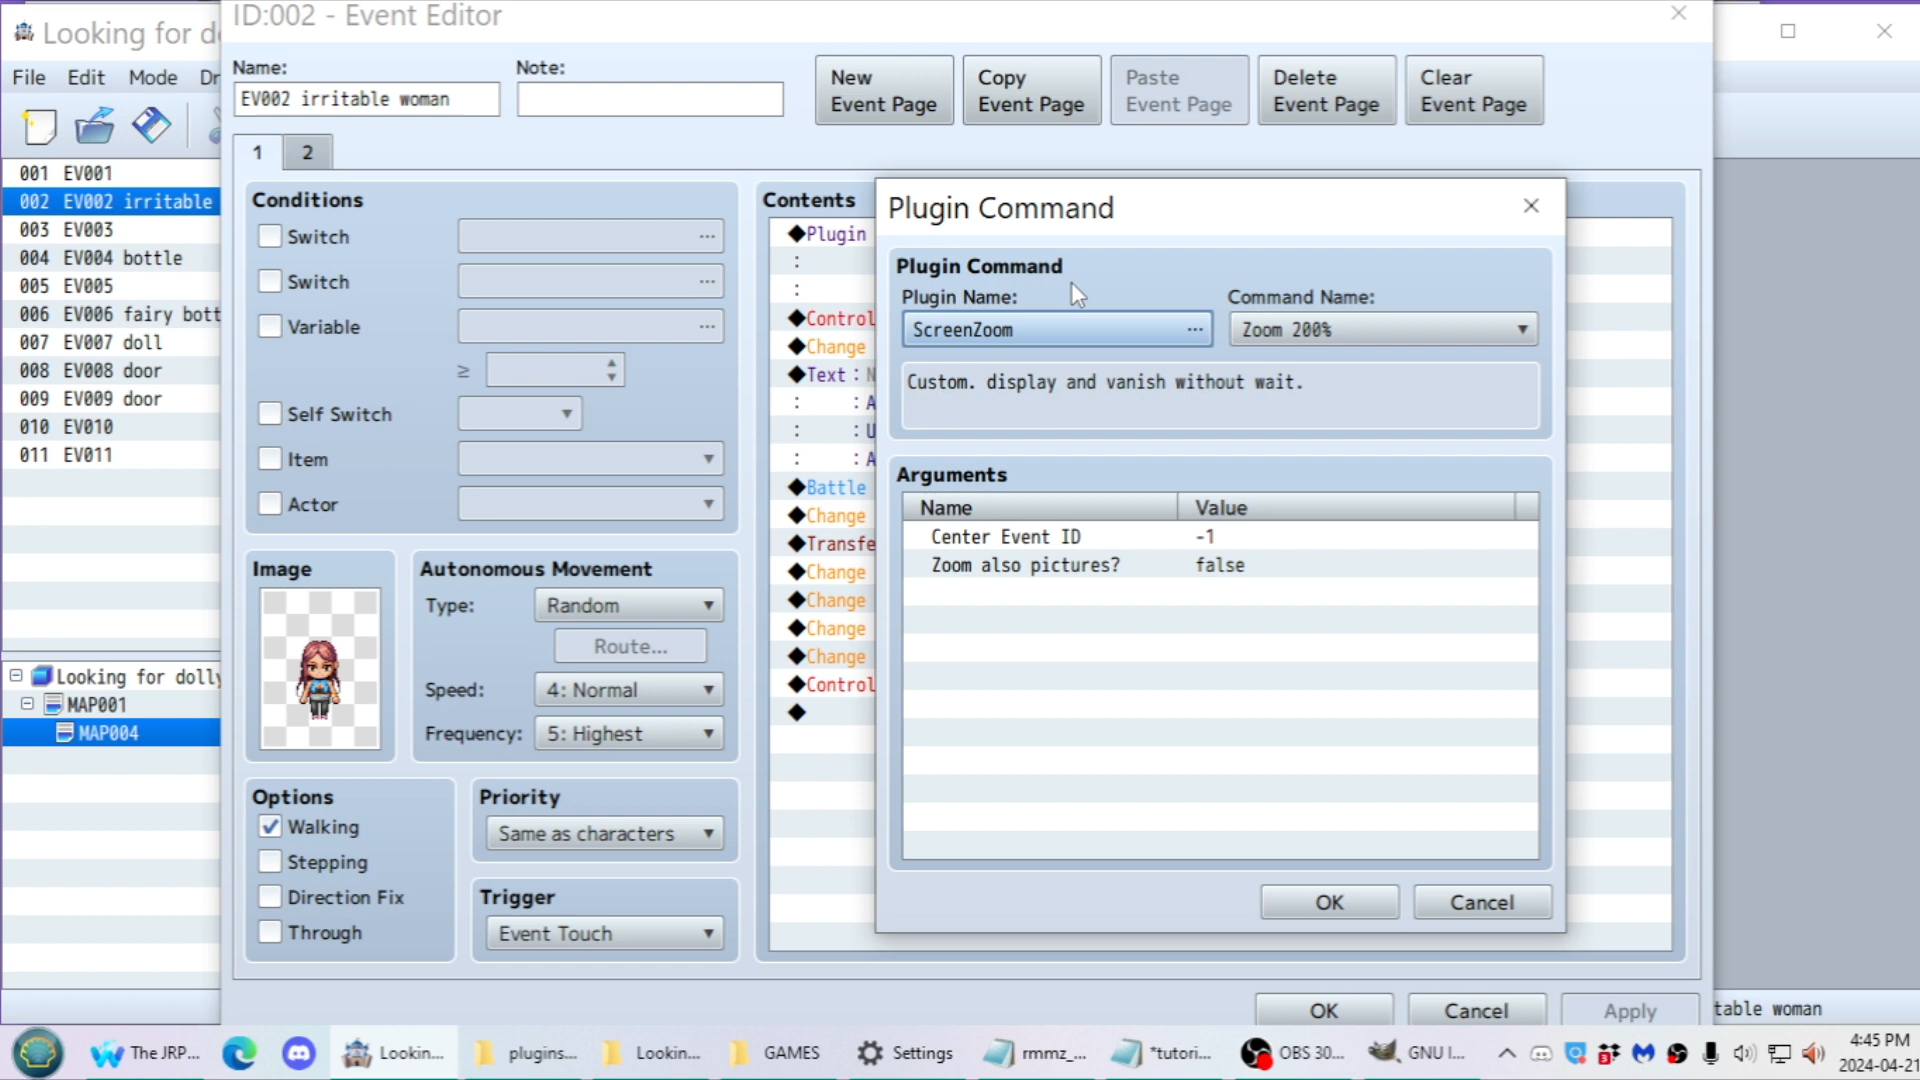 Looking for d
ID:002 - Event Editor
File Edit Mode Dr
Name:
EV002 irritable woman
Note:
New
Event Page
Copy
Event Page
Paste
Event Page
Delete
Event Page
Clear
Event Page
1 2
001 EV001
002 EV002 irritable
003 EV003
004 EV004 bottle
005 EV005
006 EV006 fairy bott
007 EV007 doll
008 EV008 door
009 EV009 door
010 EV010
011 EV011
Looking for dolly
MAP001
MAP004
Conditions
Switch ...
Switch ...
Variable ...
≥
Self Switch
Item
Actor
Image
Autonomous Movement
Type: Random
Route...
Speed: 4: Normal
Frequency: 5: Highest
Options
Walking
Stepping
Direction Fix
Through
Priority
Same as characters
Trigger
Event Touch
Contents
◆Plugin
:
:
◆Control
◆Change
◆Text : N
: : A
: : U
: : A
◆Battle
◆Change
◆Transfe
◆Change
◆Change
◆Change
◆Change
◆Control
◆
Plugin Command
Plugin Command
Plugin Name: Command Name:
ScreenZoom ... Zoom 200%
Custom. display and vanish without wait.
Arguments
Name Value
Center Event ID -1
Zoom also pictures? false
OK Cancel
OK Cancel Apply
table woman
The JRP...
Lookin...
plugins...
Lookin...
GAMES
Settings
rmmz_...
*tutori...
OBS 30...
GNU I...
4:45 PM
2024-04-21